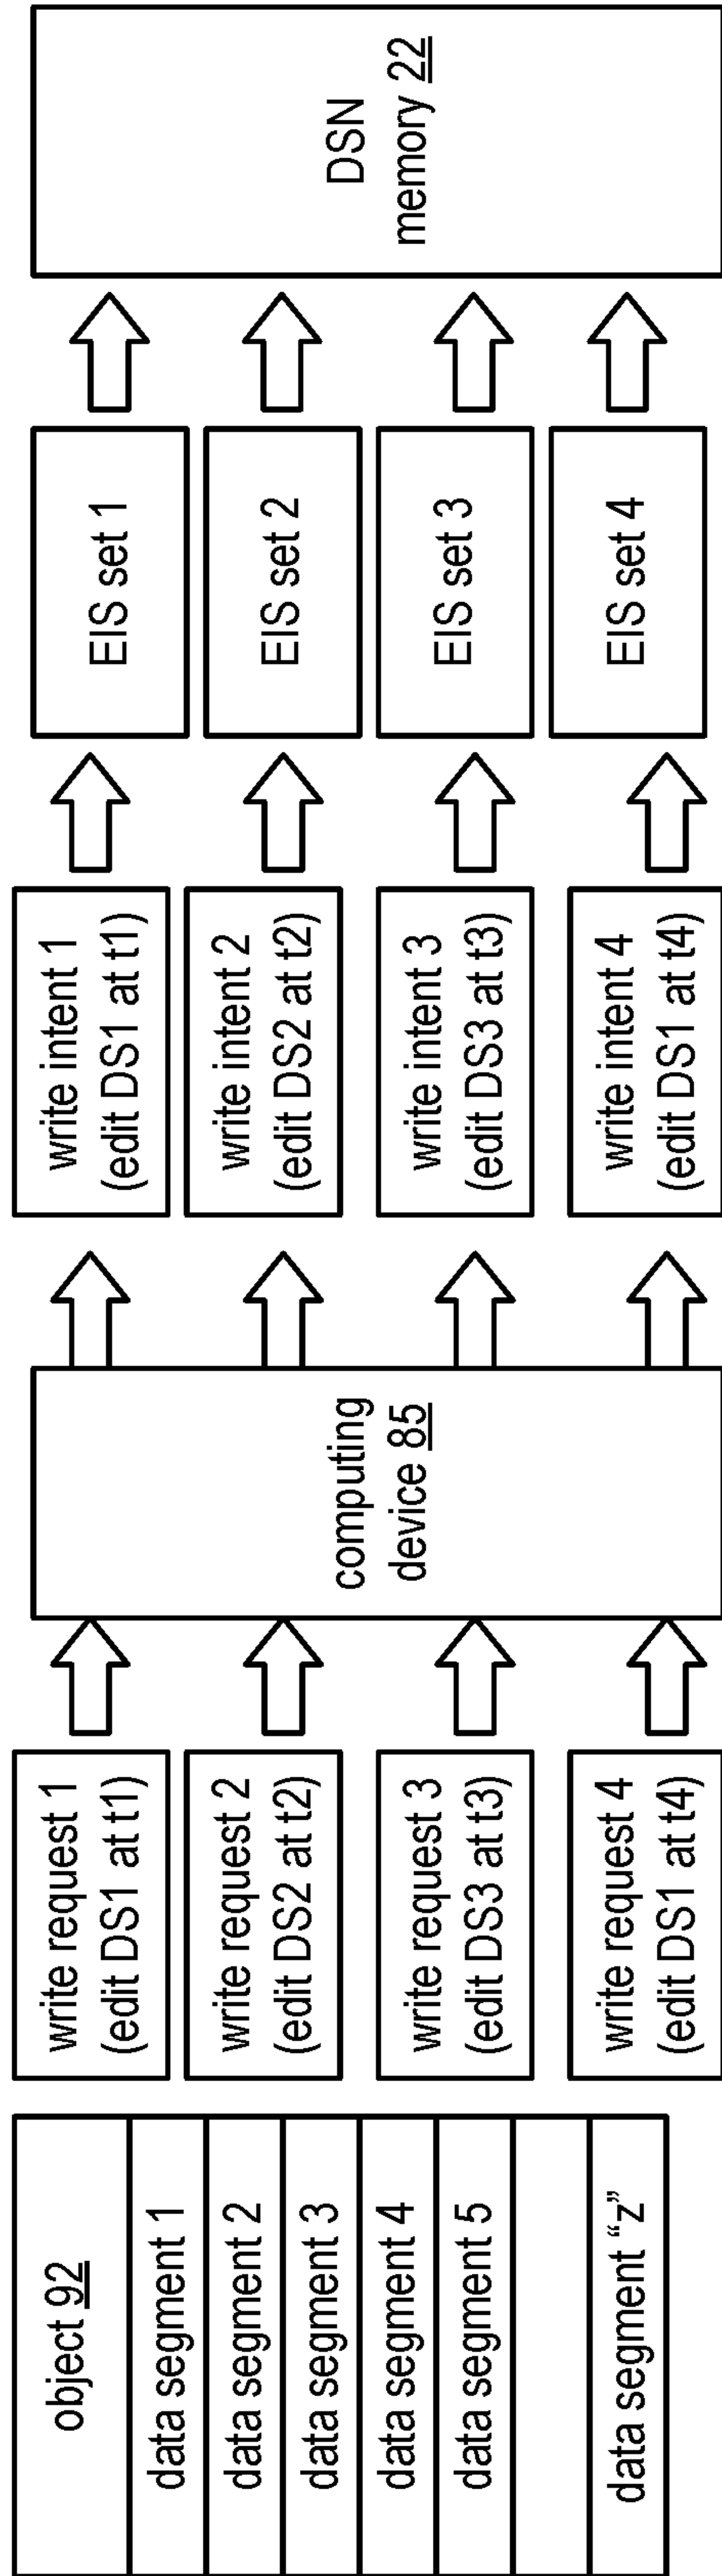 object 92
data segment 1
data segment 2
data segment 3
data segment 4
data segment 5
data segment “z”
write request 1
(edit DS1 at t1)
write request 2
(edit DS2 at t2)
write request 3
(edit DS3 at t3)
write request 4
(edit DS1 at t4)
computing
device 85
write intent 1
(edit DS1 at t1)
write intent 2
(edit DS2 at t2)
write intent 3
(edit DS3 at t3)
write intent 4
(edit DS1 at t4)
EIS set 1
EIS set 2
EIS set 3
EIS set 4
DSN
memory 22